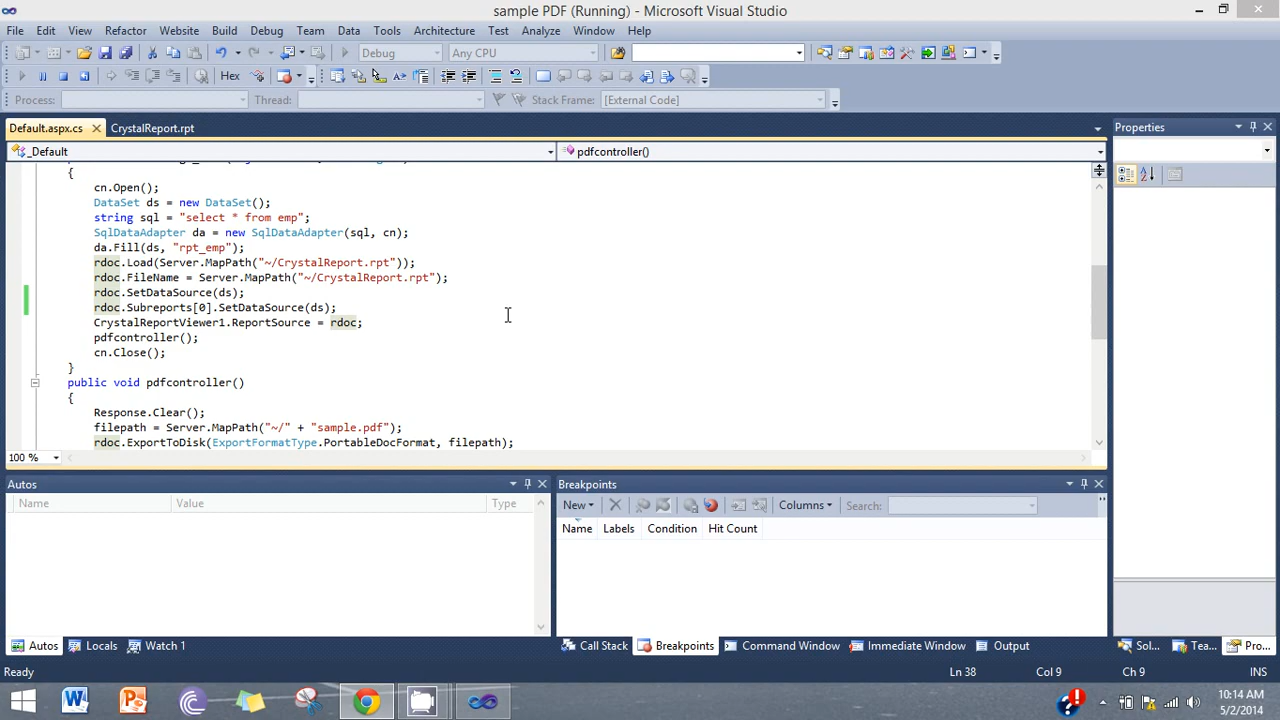 sample PDF (Running) - Microsoft Visual Studio
File Edit View Refactor Website Build Debug Team Data Tools Architecture Test Analyze Window Help
Debug Any CPU
Hex
Process: Thread: Stack Frame: [External Code]
Default.aspx.cs CrystalReport.rpt
Properties
_Default pdfcontroller()
{
cn.Open();
DataSet ds = new DataSet();
string sql = "select * from emp";
SqlDataAdapter da = new SqlDataAdapter(sql, cn);
da.Fill(ds, "rpt_emp");
rdoc.Load(Server.MapPath("~/CrystalReport.rpt"));
rdoc.FileName = Server.MapPath("~/CrystalReport.rpt");
rdoc.SetDataSource(ds);
rdoc.Subreports[0].SetDataSource(ds);
CrystalReportViewer1.ReportSource = rdoc;
pdfcontroller();
cn.Close();
}
public void pdfcontroller()
{
Response.Clear();
filepath = Server.MapPath("~/" + "sample.pdf");
rdoc.ExportToDisk(ExportFormatType.PortableDocFormat, filepath);
100 %
Autos
Name Value Type
Breakpoints
New Columns Search:
Name Labels Condition Hit Count
Autos Locals Watch 1
Call Stack Breakpoints Command Window Immediate Window Output
Sol... Tea... Pro...
Ready Ln 38 Col 9 Ch 9 INS
10:14 AM
5/2/2014